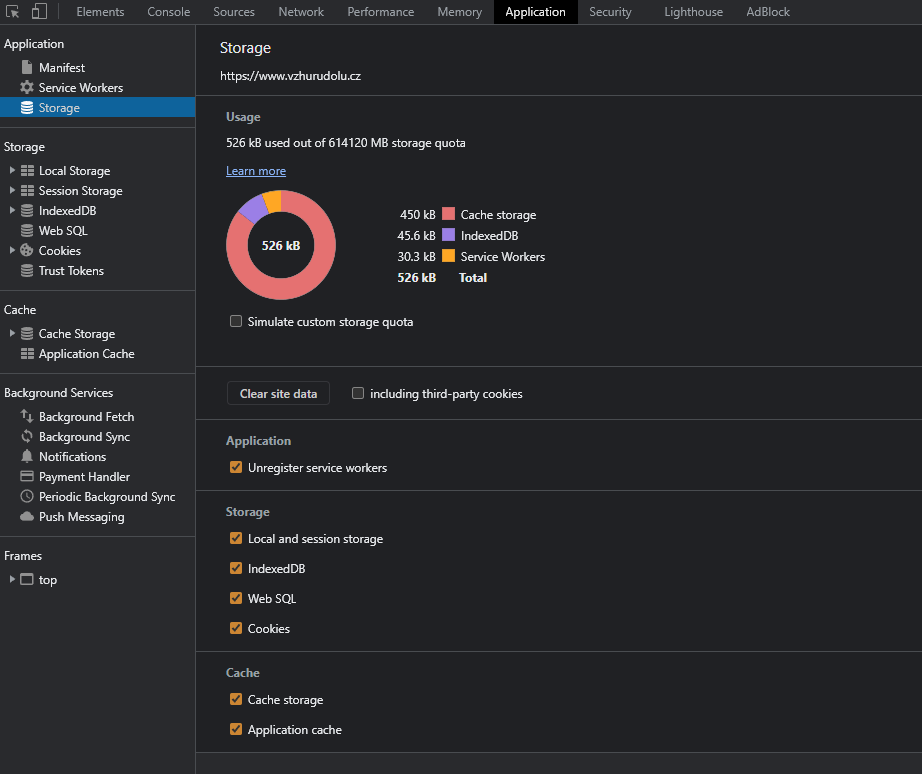 Elements Console Sources Network Performance Memory Application Security Lighthouse AdBlock
Application
Manifest
Service Workers
Storage
Storage
Local Storage
Session Storage
IndexedDB
Web SQL
Cookies
Trust Tokens
Cache
Cache Storage
Application Cache
Background Services
Background Fetch
Background Sync
Notifications
Payment Handler
Periodic Background Sync
Push Messaging
Frames
top
Storage
https://www.vzhurudolu.cz
Usage
526 kB used out of 614120 MB storage quota
Learn more
526 kB
450 kB Cache storage
45.6 kB IndexedDB
30.3 kB Service Workers
526 kB Total
Simulate custom storage quota
Clear site data including third-party cookies
Application
Unregister service workers
Storage
Local and session storage
IndexedDB
Web SQL
Cookies
Cache
Cache storage
Application cache